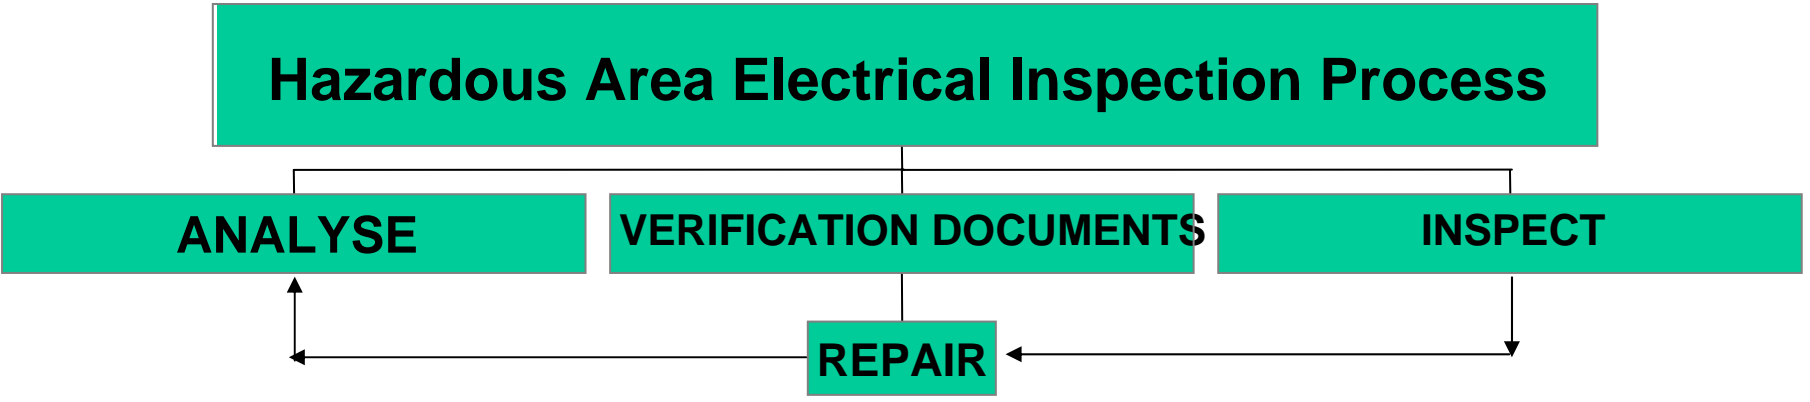 Hazardous Area Electrical Inspection Process
ANALYSE
VERIFICATION DOCUMENTS
INSPECT
REPAIR